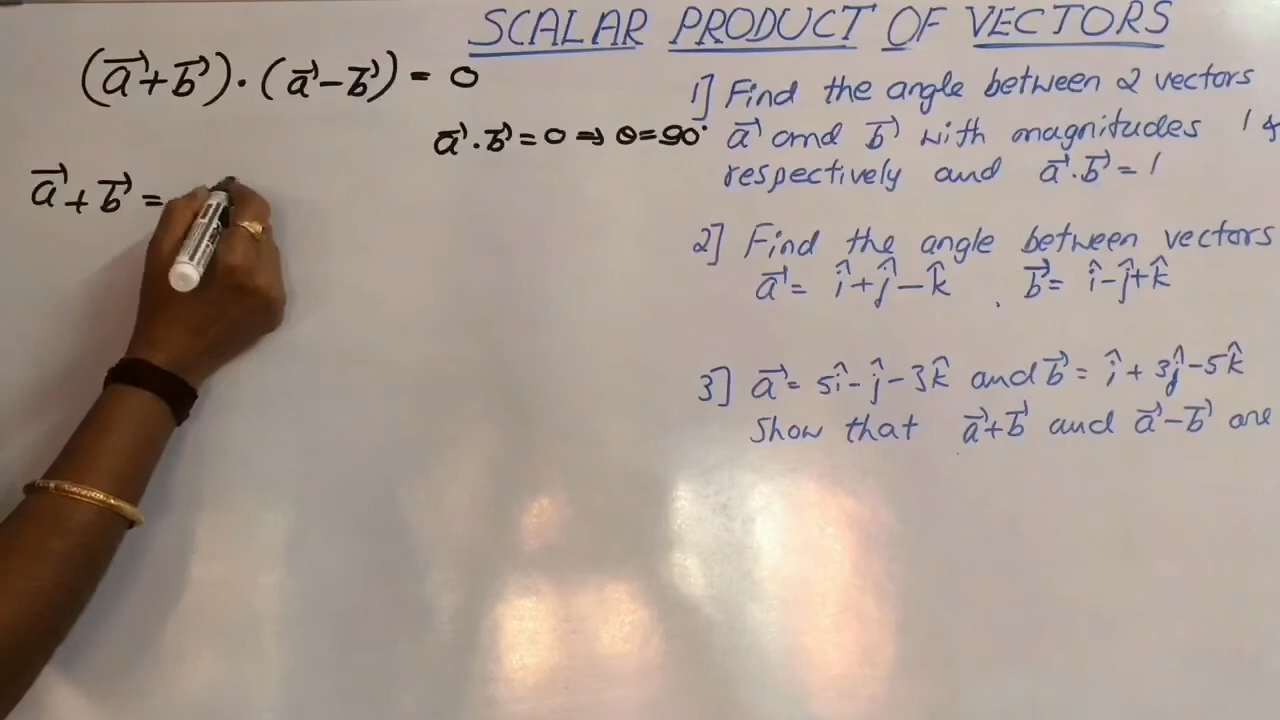 SCALAR PRODUCT OF VECTORS
(a⃗+b⃗)·(a⃗-b⃗) = 0
a⃗·b⃗ = 0 ⇒ θ=90°
a⃗+b⃗ =
1] Find the angle between 2 vectors
a⃗ and b⃗ with magnitudes 1 &
respectively and a⃗·b⃗ = 1
2] Find the angle between vectors
a⃗ = î+ĵ-k̂ , b⃗ = î-ĵ+k̂
3] a⃗ = 5î-ĵ-3k̂ and b⃗ = î+3ĵ-5k̂
Show that a⃗+b⃗ and a⃗-b⃗ are